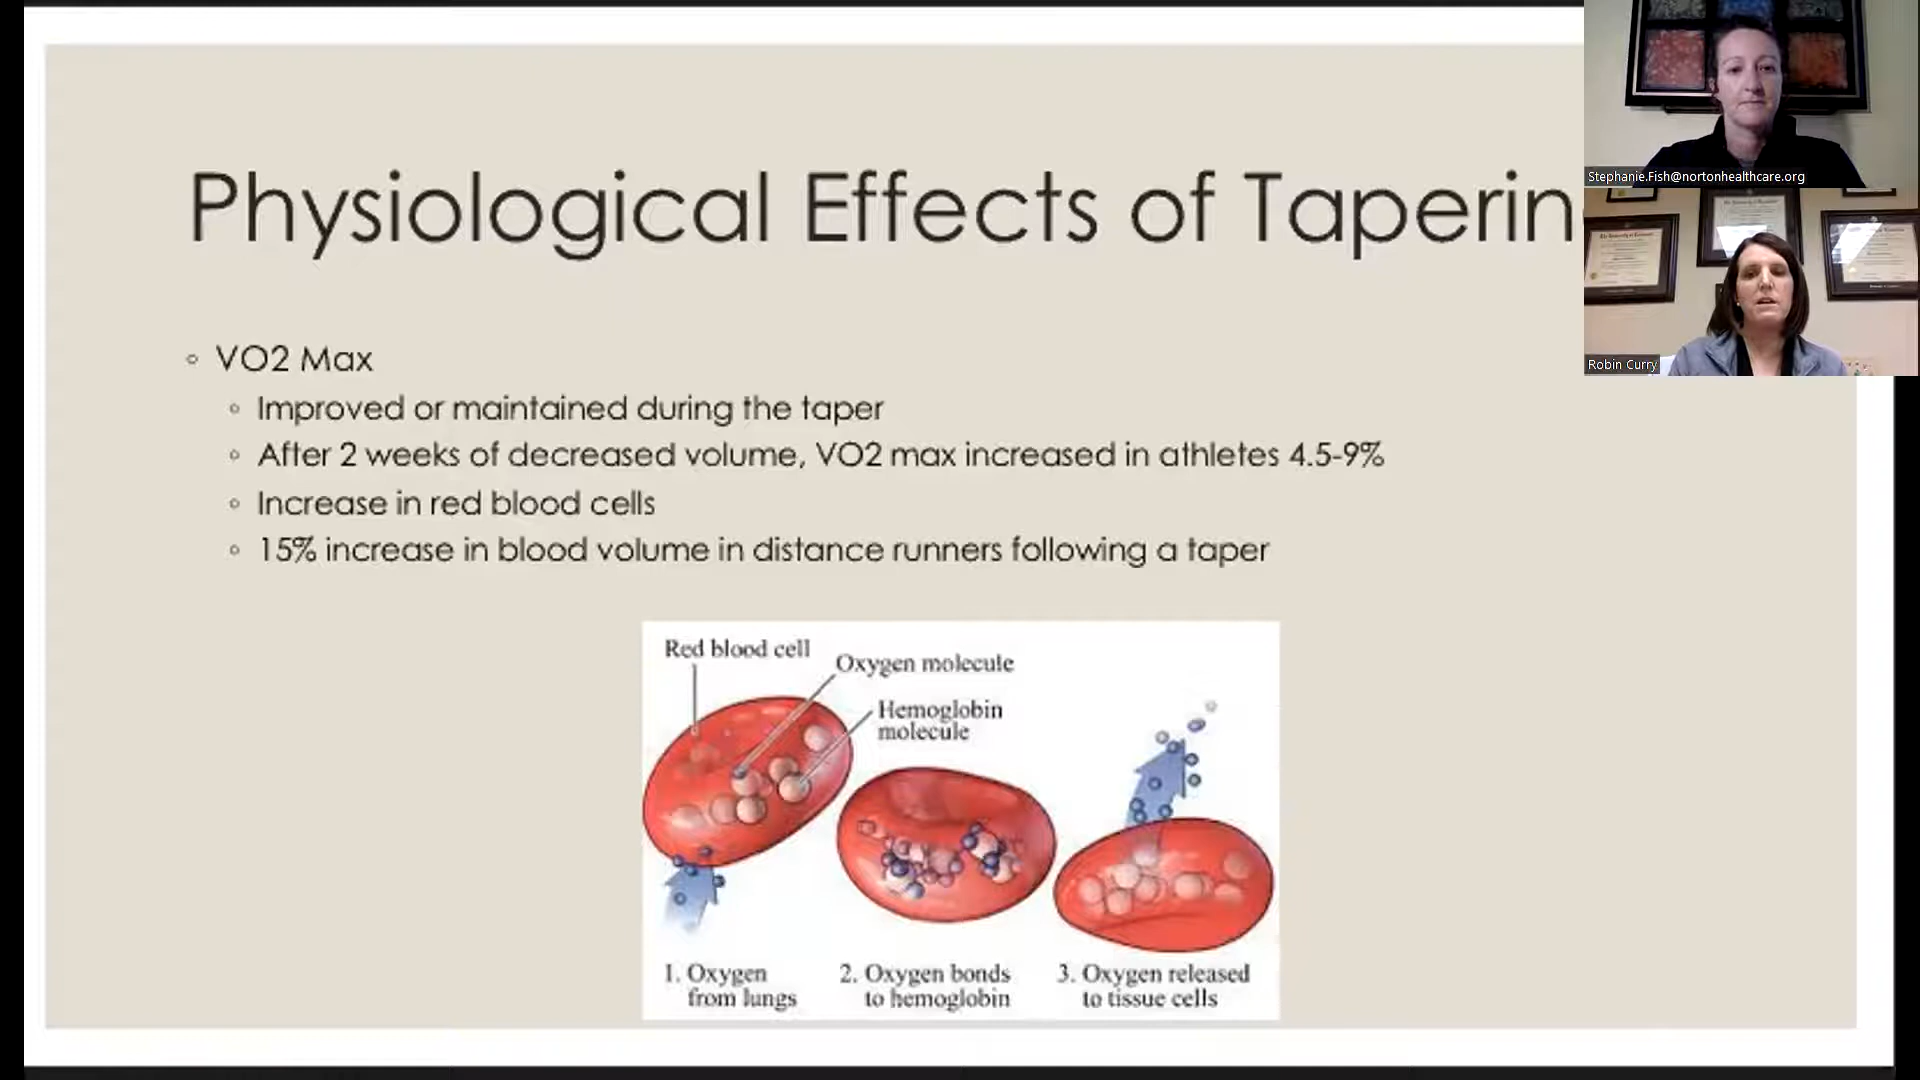 Physiological Effects of Taperin
◦ VO2 Max
◦ Improved or maintained during the taper
◦ After 2 weeks of decreased volume, VO2 max increased in athletes 4.5-9%
◦ Increase in red blood cells
◦ 15% increase in blood volume in distance runners following a taper
Red blood cell
Oxygen molecule
Hemoglobin
molecule
1. Oxygen
from lungs
2. Oxygen bonds
to hemoglobin
3. Oxygen released
to tissue cells
Stephanie.Fish@nortonhealthcare.org
Robin Curry